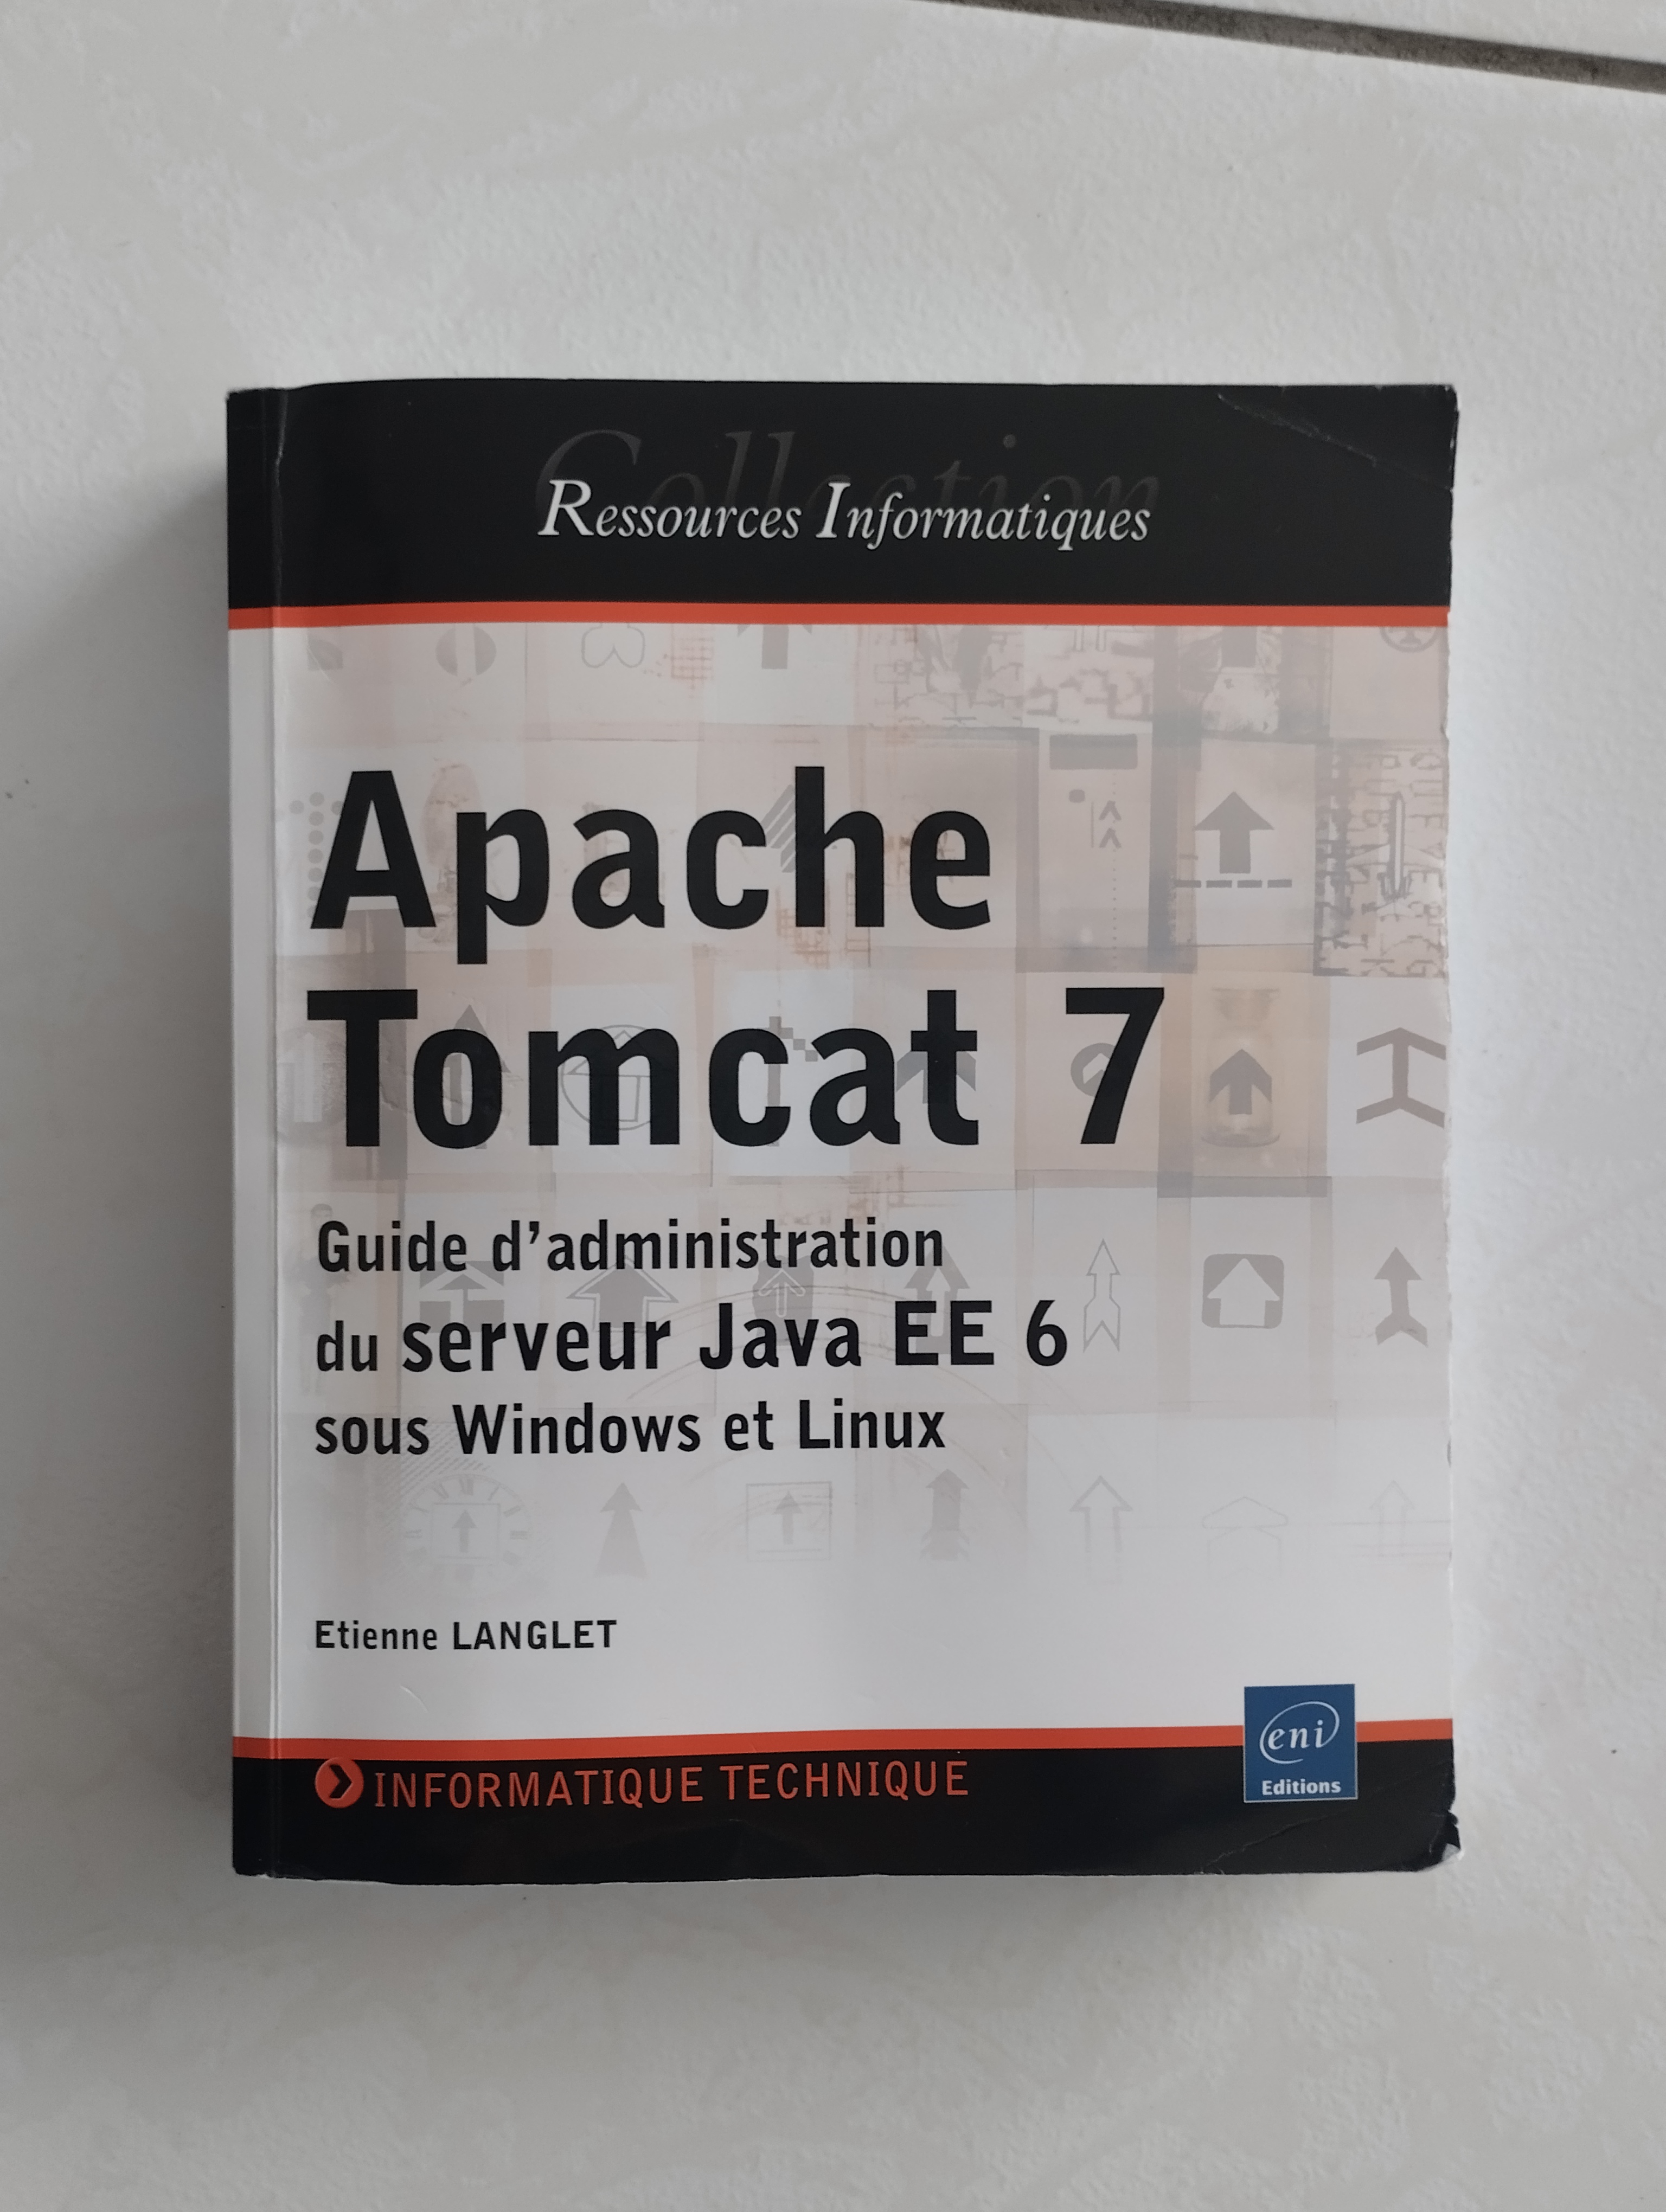 Collection
Ressources Informatiques
Apache
Tomcat 7
Guide d'administration
du serveur Java EE 6
sous Windows et Linux
Etienne LANGLET
INFORMATIQUE TECHNIQUE
eni
Editions